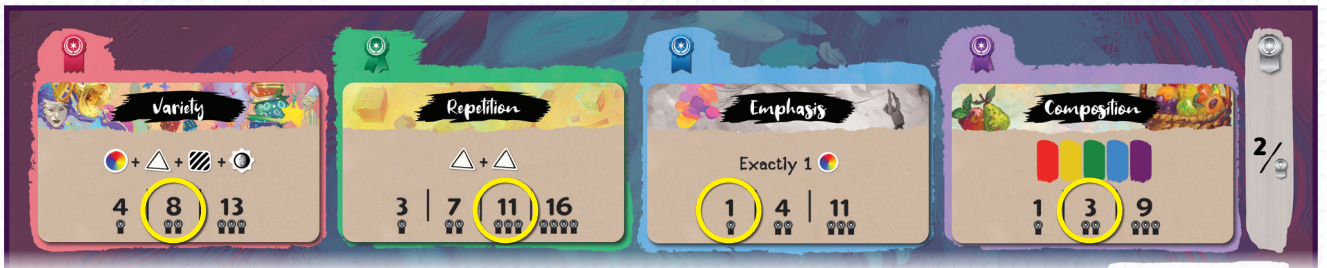 Variety
Repetition
Emphasis
Composition
+ + +
+
Exactly 1
2/
4 8 13
3 7 11 16
1 4 11
1 3 9